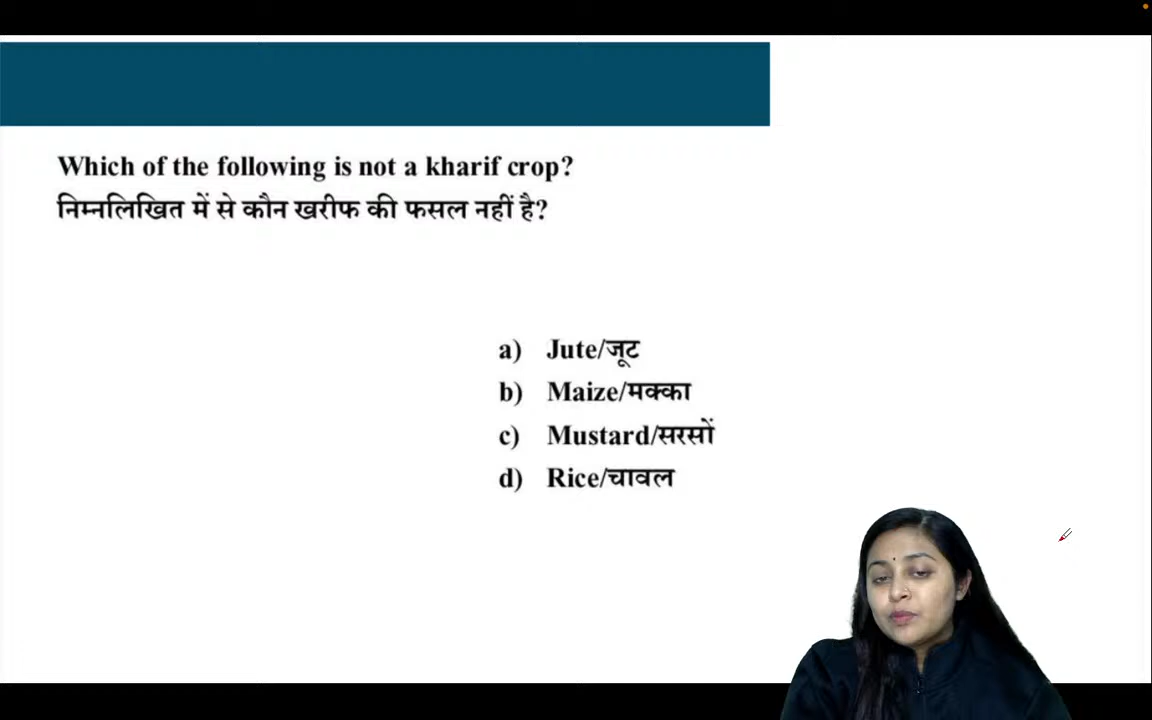 Which of the following is not a kharif crop?
निम्नलिखित में से कौन खरीफ की फसल नहीं है?
a) Jute/जूट
b) Maize/मक्का
c) Mustard/सरसों
d) Rice/चावल